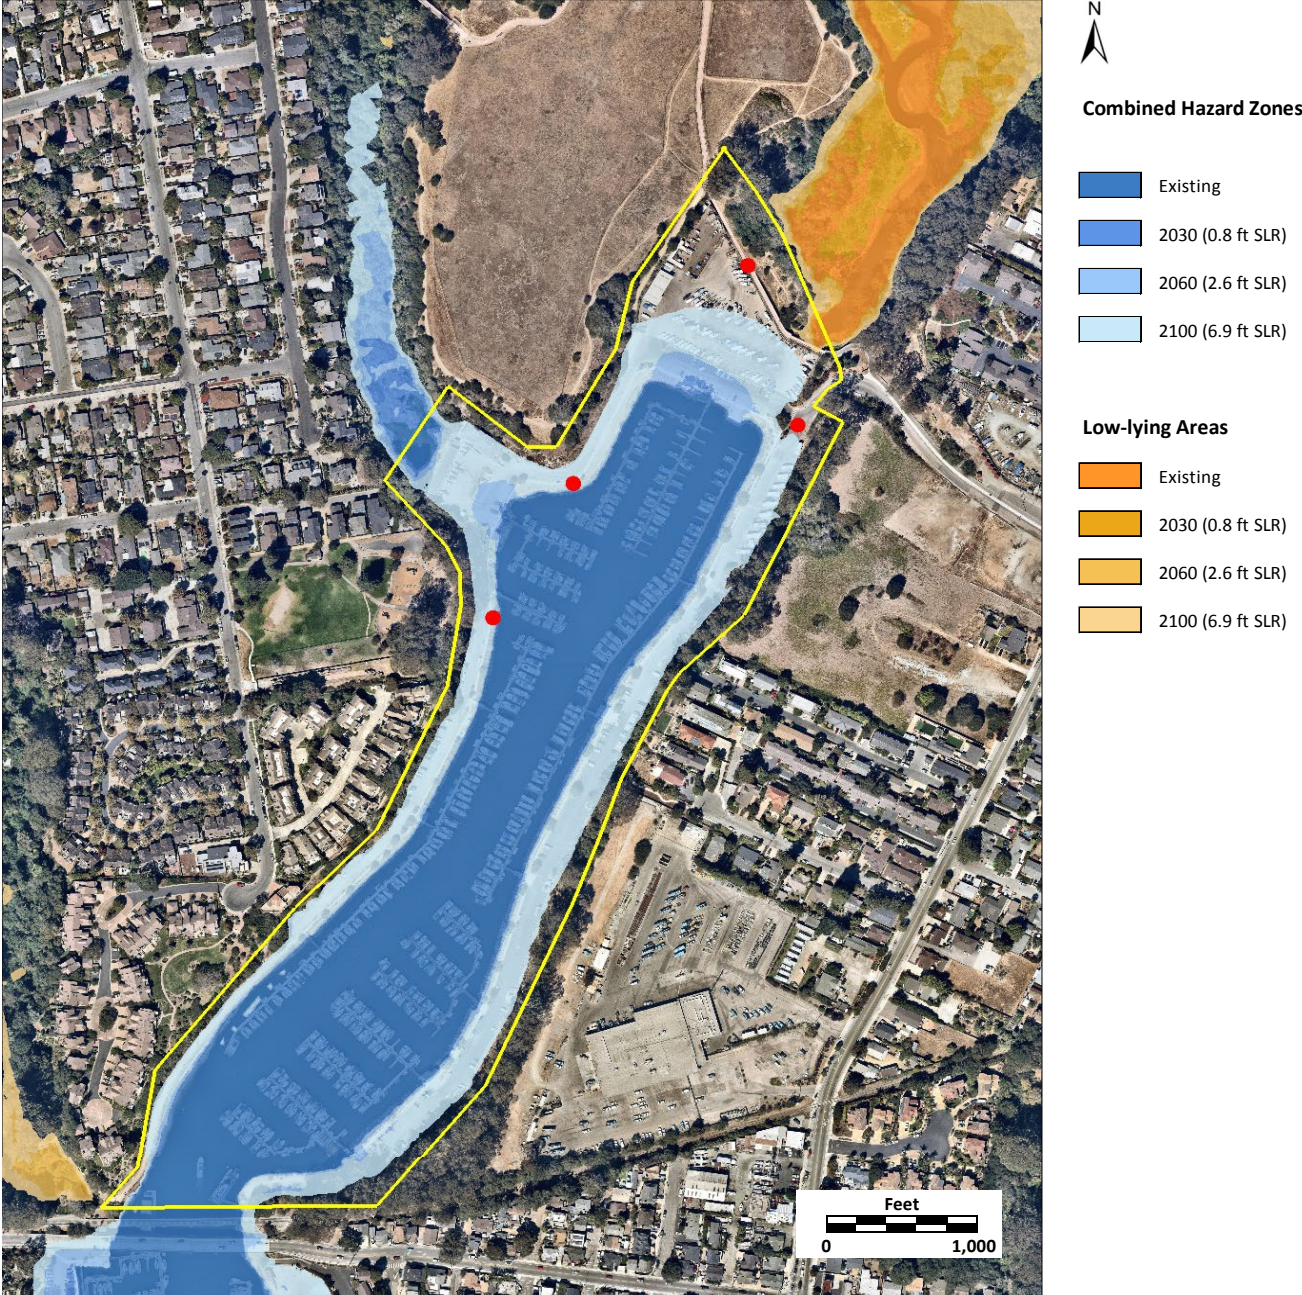 N
Combined Hazard Zones
Existing
2030 (0.8 ft SLR)
2060 (2.6 ft SLR)
2100 (6.9 ft SLR)
Low-lying Areas
Existing
2030 (0.8 ft SLR)
2060 (2.6 ft SLR)
2100 (6.9 ft SLR)
Feet
0 1,000